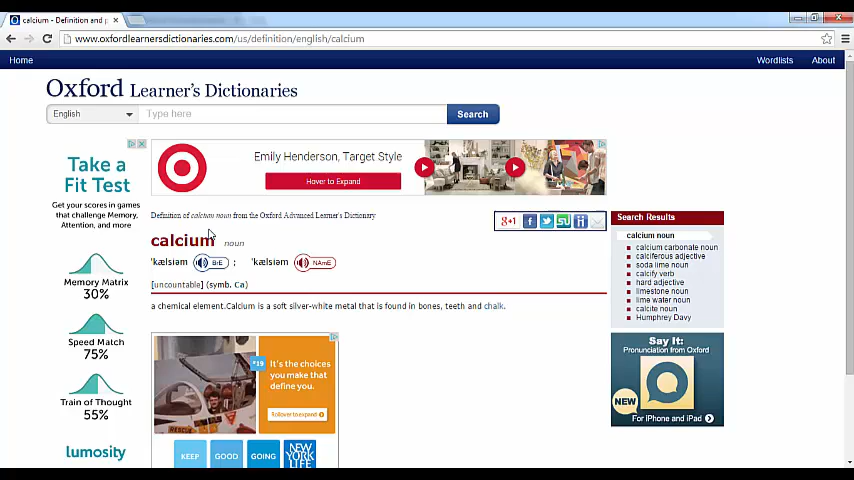 calcium - Definition and p
www.oxfordlearnersdictionaries.com/us/definition/english/calcium
Home
Wordlists
About
Oxford Learner's Dictionaries
English
Type here
Search
Take a
Fit Test
Get your scores in games
that challenge Memory,
Attention, and more
Memory Matrix
30%
Speed Match
75%
Train of Thought
55%
lumosity
Emily Henderson, Target Style
Hover to Expand
Definition of calcium noun from the Oxford Advanced Learner's Dictionary
g+1
calcium noun
ˈkælsiəm BrE ; ˈkælsiəm NAmE
[uncountable] (symb. Ca)
a chemical element.Calcium is a soft silver-white metal that is found in bones, teeth and chalk.
It's the choices
you make that
define you.
Rollover to expand
KEEP
GOOD
GOING
NEW
YORK
LIFE
Search Results
calcium noun
calcium carbonate noun
calciferous adjective
soda lime noun
calcify verb
hard adjective
limestone noun
lime water noun
calcite noun
Humphrey Davy
Say It:
Pronunciation from Oxford
NEW
For iPhone and iPad